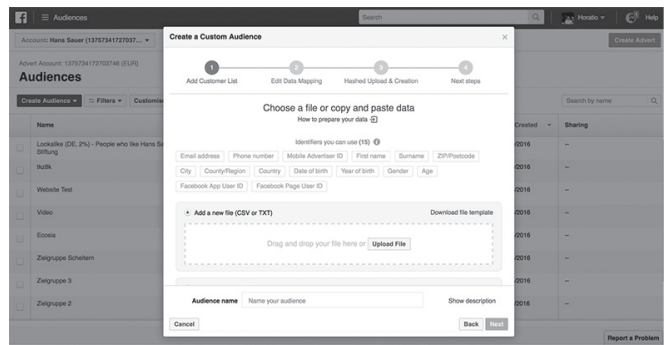 Audiences
Search
Horatio
Help
Account: Hans Sauer (13757341727037...
Create Advert
Advert Account: 1375734172703746 (EUR)
Audiences
Create Audience
Filters
Customise
Search by name
Name
Created
Sharing
Lookalike (DE, 2%) - People who like Hans Sa
Stiftung
/2016
--
tkztk
/2016
--
Website Test
/2016
--
Video
/2016
--
Ecosia
/2016
--
Zielgruppe Scheitern
/2016
--
Zielgruppe 3
/2016
--
Zielgruppe 2
/2016
--
Report a Problem
Create a Custom Audience
1
2
3
4
Add Customer List
Edit Data Mapping
Hashed Upload & Creation
Next steps
Choose a file or copy and paste data
How to prepare your data
Identifiers you can use (15)
Email address Phone number Mobile Advertiser ID First name Surname ZIP/Postcode
City County/Region Country Date of birth Year of birth Gender Age
Facebook App User ID Facebook Page User ID
Add a new file (CSV or TXT)
Download file template
Drag and drop your file here or Upload File
Audience name Name your audience
Show description
Cancel
Back
Next